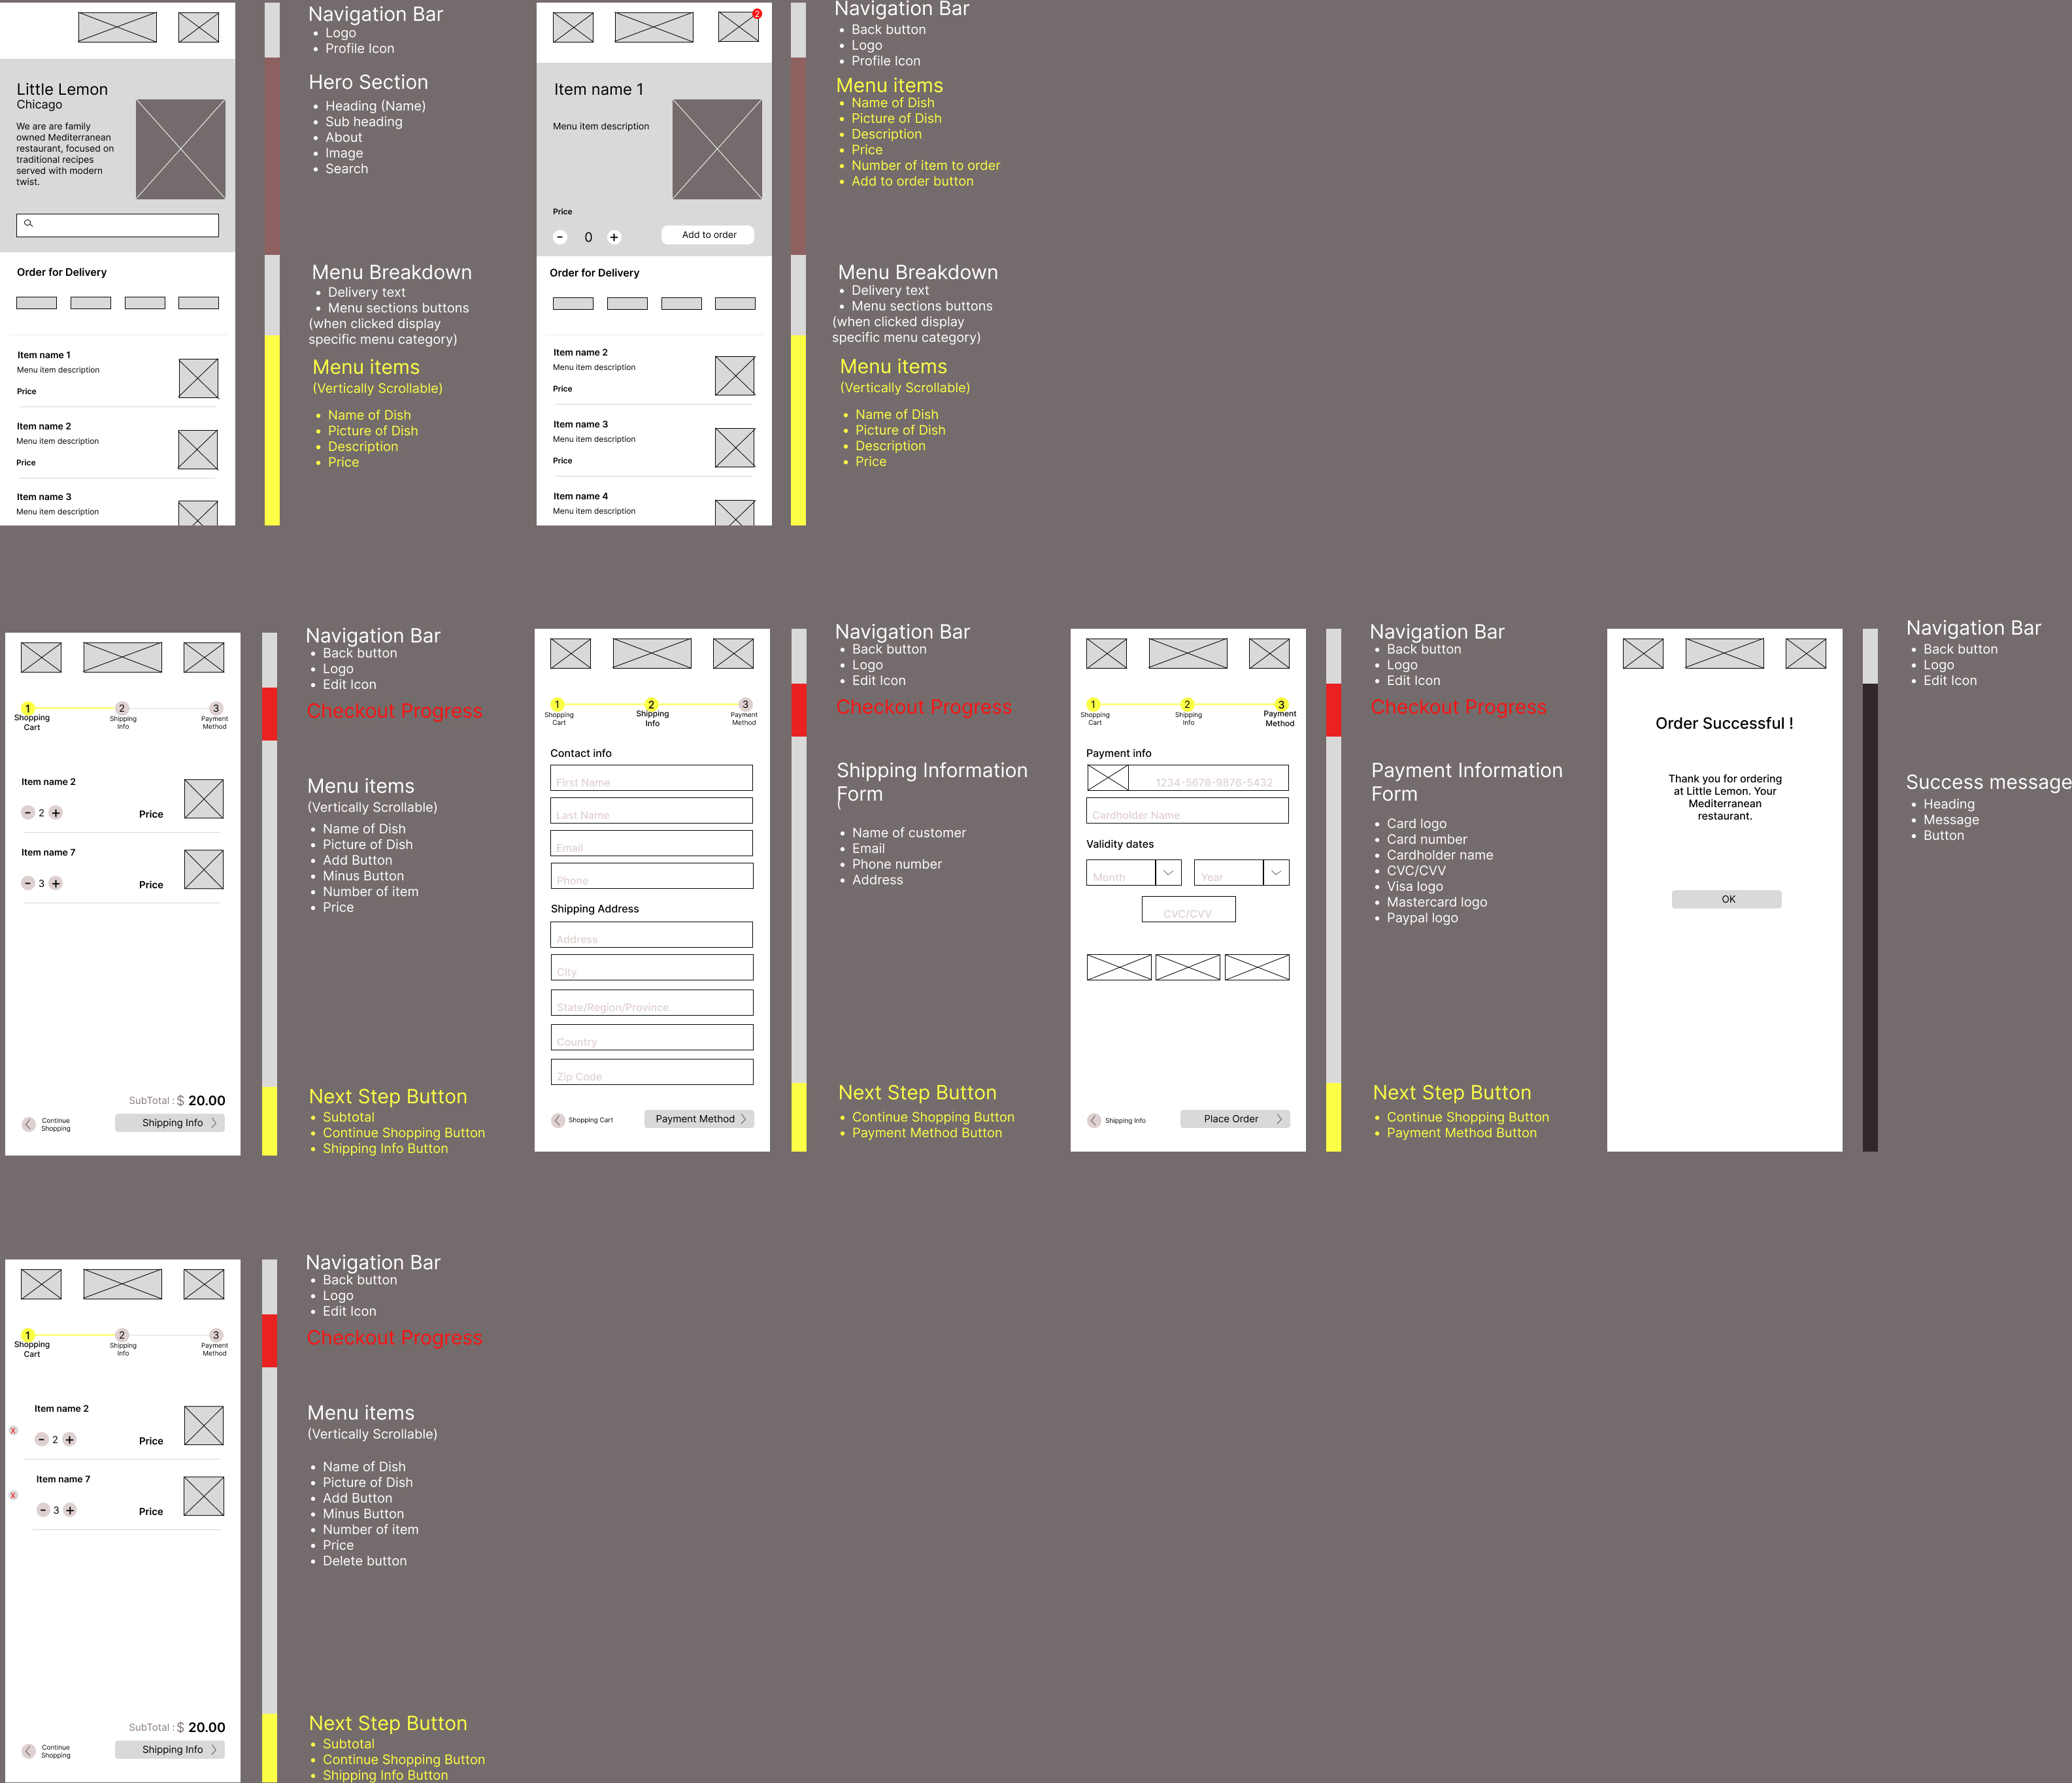 Little Lemon
Chicago
We are are family
owned Mediterranean
restaurant, focused on
traditional recipes
served with modern
twist.
Order for Delivery
Item name 1
Menu item description
Price
Item name 2
Menu item description
Price
Item name 3
Menu item description
Navigation Bar
• Logo
• Profile Icon
Hero Section
• Heading (Name)
• Sub heading
• About
• Image
• Search
Menu Breakdown
• Delivery text
• Menu sections buttons
(when clicked display
specific menu category)
Menu items
(Vertically Scrollable)
• Name of Dish
• Picture of Dish
• Description
• Price
2
Item name 1
Menu item description
Price
- 0 +
Add to order
Order for Delivery
Item name 2
Menu item description
Price
Item name 3
Menu item description
Price
Item name 4
Menu item description
Navigation Bar
• Back button
• Logo
• Profile Icon
Menu items
• Name of Dish
• Picture of Dish
• Description
• Price
• Number of item to order
• Add to order button
Menu Breakdown
• Delivery text
• Menu sections buttons
(when clicked display
specific menu category)
Menu items
(Vertically Scrollable)
• Name of Dish
• Picture of Dish
• Description
• Price
1 2 3
Shopping
Cart
Shipping
Info
Payment
Method
Item name 2
- 2 +
Price
Item name 7
- 3 +
Price
SubTotal : $ 20.00
Continue
Shopping
Shipping Info
Navigation Bar
• Back button
• Logo
• Edit Icon
Checkout Progress
Menu items
(Vertically Scrollable)
• Name of Dish
• Picture of Dish
• Add Button
• Minus Button
• Number of item
• Price
Next Step Button
• Subtotal
• Continue Shopping Button
• Shipping Info Button
1 2 3
Shopping
Cart
Shipping
Info
Payment
Method
Contact info
First Name
Last Name
Email
Phone
Shipping Address
Address
City
State/Region/Province
Country
Zip Code
Shopping Cart
Payment Method
Navigation Bar
• Back button
• Logo
• Edit Icon
Checkout Progress
Shipping Information
Form
(
• Name of customer
• Email
• Phone number
• Address
Next Step Button
• Continue Shopping Button
• Payment Method Button
1 2 3
Shopping
Cart
Shipping
Info
Payment
Method
Payment info
1234-5678-9876-5432
Cardholder Name
Validity dates
Month
Year
CVC/CVV
Shipping Info
Place Order
Navigation Bar
• Back button
• Logo
• Edit Icon
Checkout Progress
Payment Information
Form
• Card logo
• Card number
• Cardholder name
• CVC/CVV
• Visa logo
• Mastercard logo
• Paypal logo
Next Step Button
• Continue Shopping Button
• Payment Method Button
Order Successful !
Thank you for ordering
at Little Lemon. Your
Mediterranean
restaurant.
OK
Navigation Bar
• Back button
• Logo
• Edit Icon
Success message
• Heading
• Message
• Button
1 2 3
Shopping
Cart
Shipping
Info
Payment
Method
Item name 2
X
- 2 +
Price
Item name 7
X
- 3 +
Price
SubTotal : $ 20.00
Continue
Shopping
Shipping Info
Navigation Bar
• Back button
• Logo
• Edit Icon
Checkout Progress
Menu items
(Vertically Scrollable)
• Name of Dish
• Picture of Dish
• Add Button
• Minus Button
• Number of item
• Price
• Delete button
Next Step Button
• Subtotal
• Continue Shopping Button
• Shipping Info Button